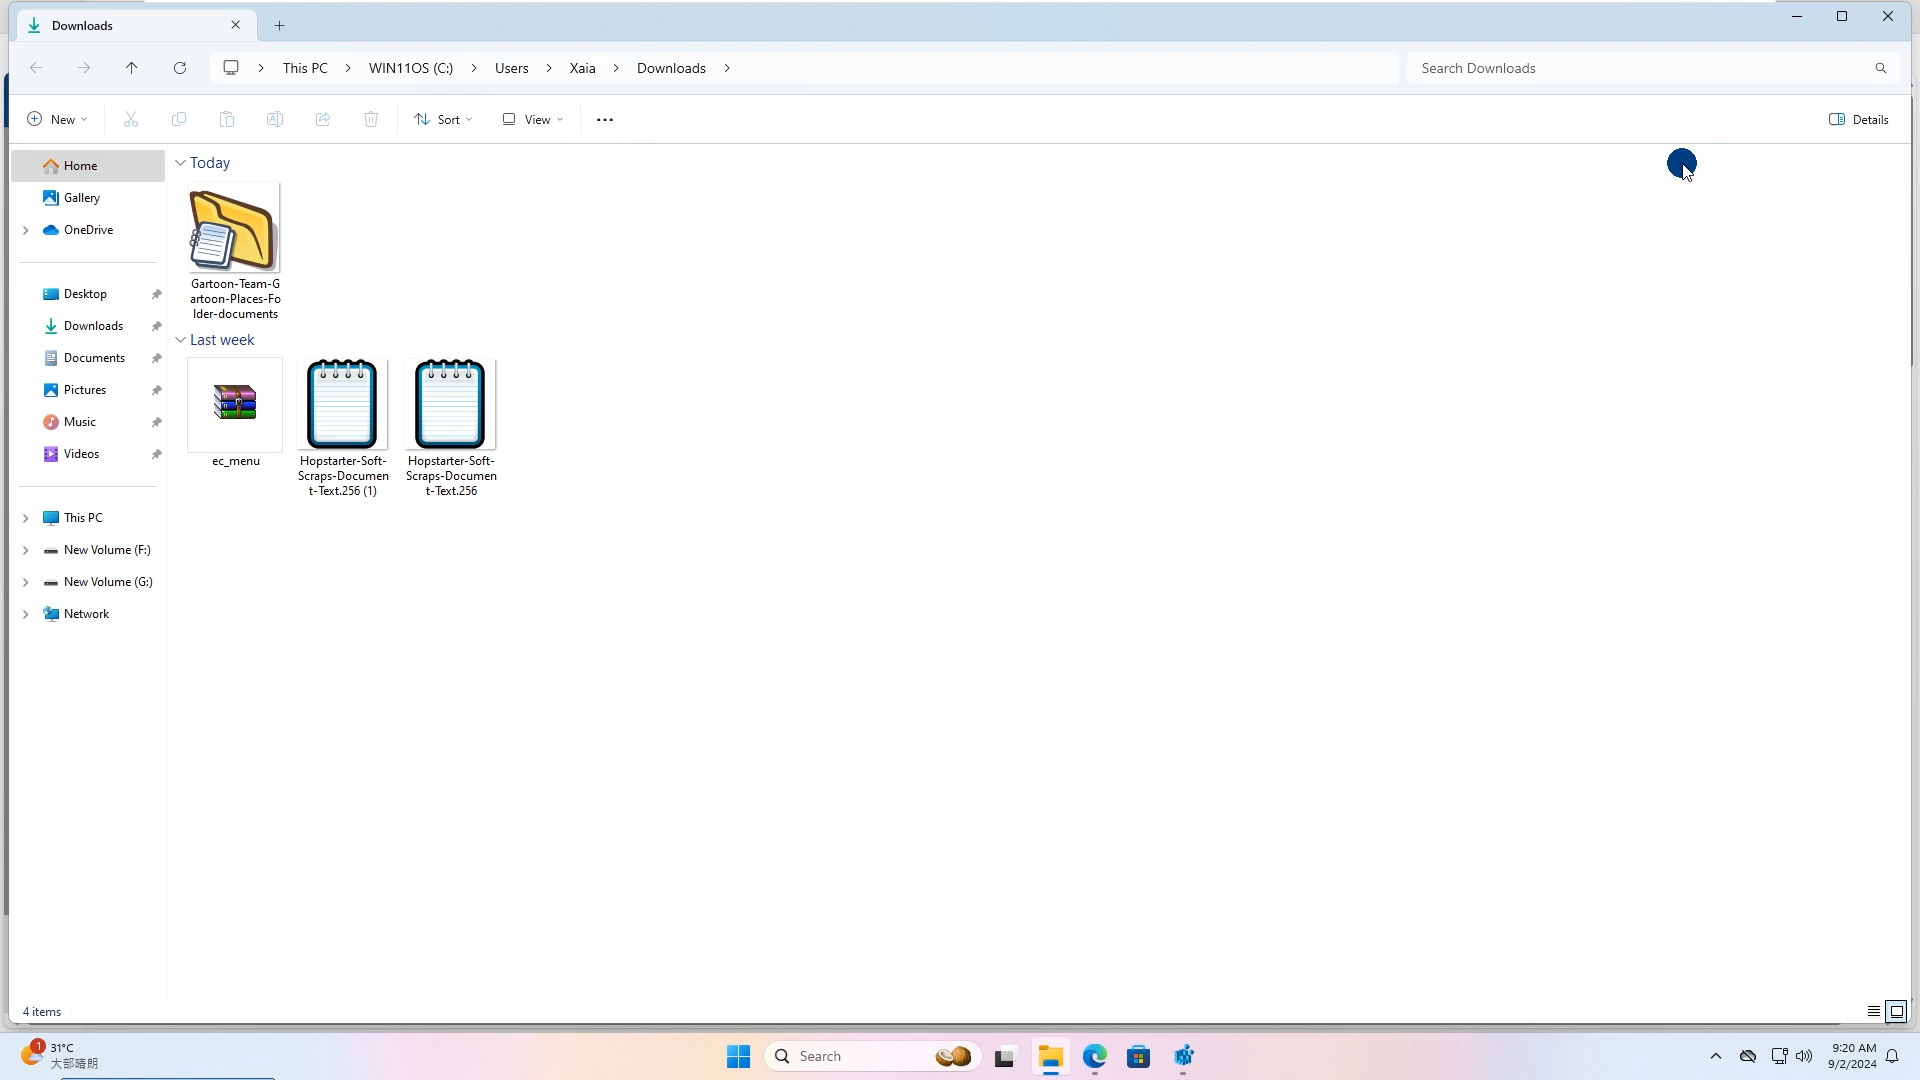 Downloads
This PC
WIN11OS (C:)
Users
Xaia
Downloads
Search Downloads
New
Sort
View
Details
Home
Gallery
OneDrive
Desktop
Downloads
Documents
Pictures
Music
Videos
This PC
New Volume (F:)
New Volume (G:)
Network
Today
Gartoon-Team-G
artoon-Places-Fo
lder-documents
Last week
ec_menu
Hopstarter-Soft-
Scraps-Documen
t-Text.256 (1)
Hopstarter-Soft-
Scraps-Documen
t-Text.256
4 items
1
31°C
大部晴朗
Search
9:20 AM
9/2/2024